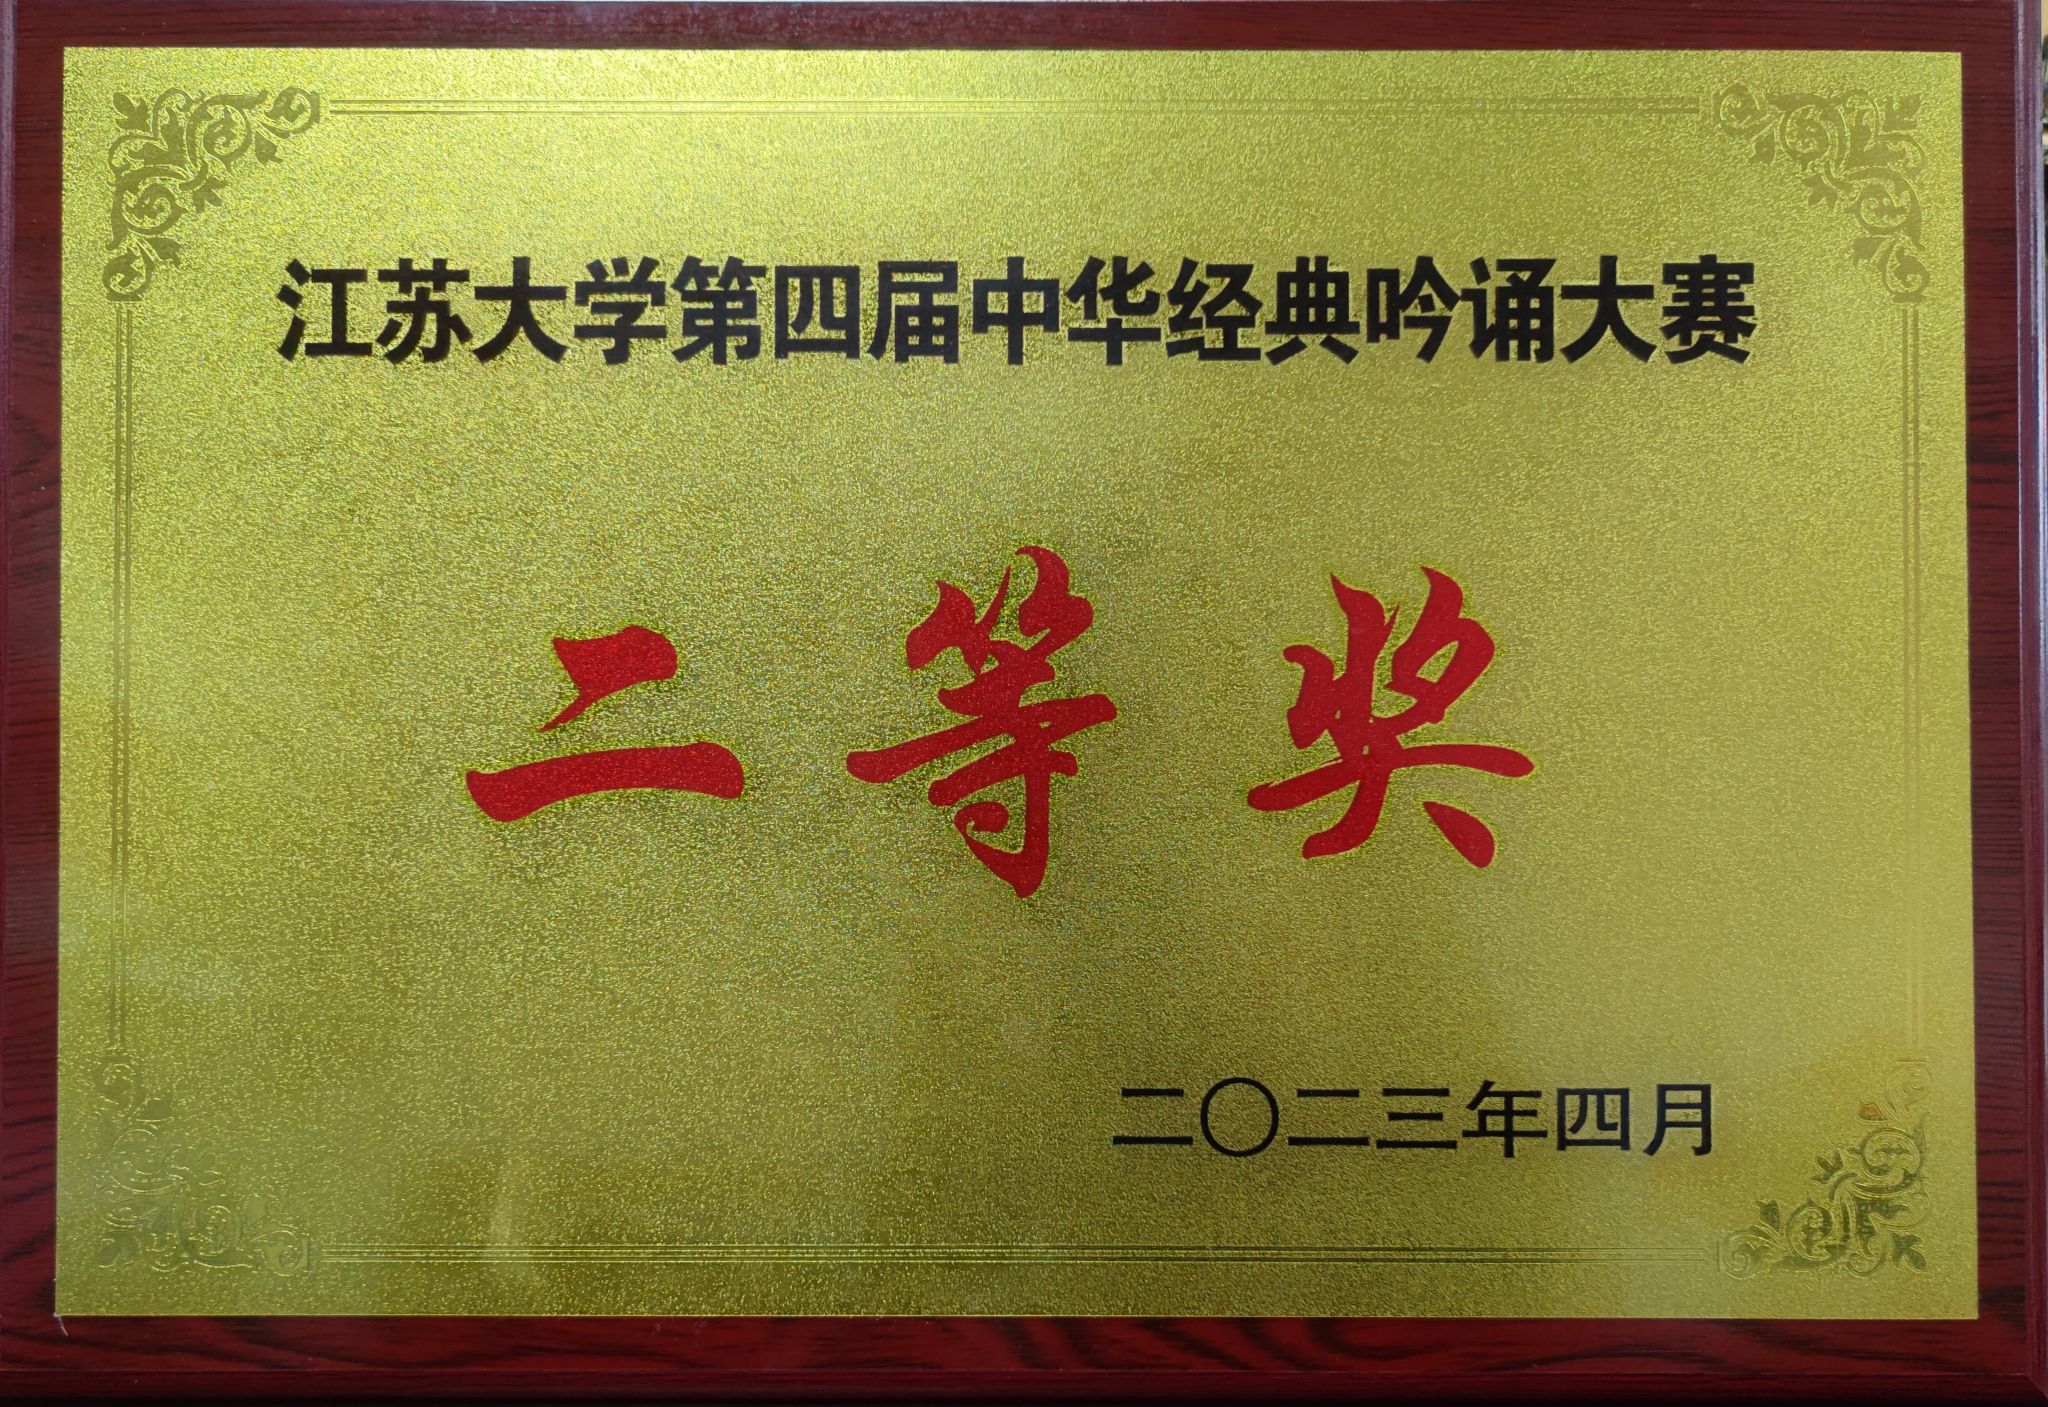 江苏大学第四届中华经典吟诵大赛
二等奖
二〇二三年四月